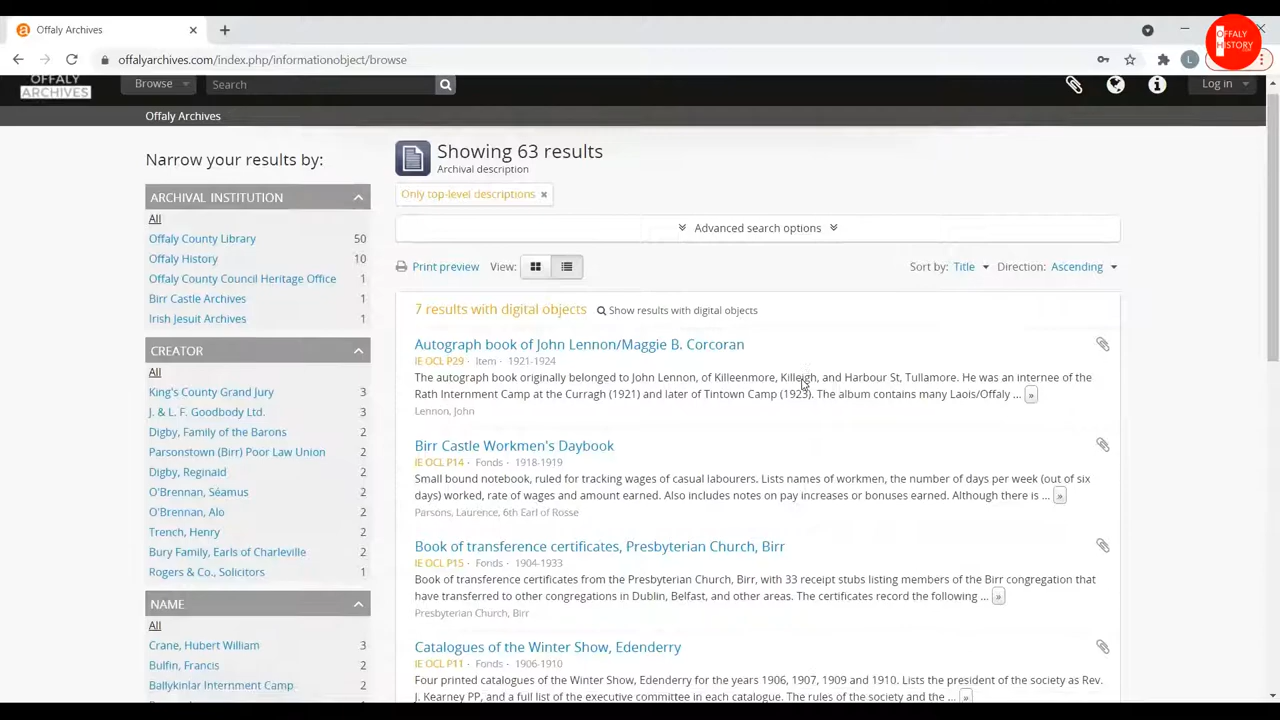 Offaly Archives
OFFALY
HISTORY
offalyarchives.com/index.php/informationobject/browse
L
OFFALY
ARCHIVES
Browse
Search
Log in
Offaly Archives
Narrow your results by:
ARCHIVAL INSTITUTION
All
Offaly County Library 50
Offaly History 10
Offaly County Council Heritage Office 1
Birr Castle Archives 1
Irish Jesuit Archives 1
CREATOR
All
King's County Grand Jury 3
J. & L. F. Goodbody Ltd. 3
Digby, Family of the Barons 2
Parsonstown (Birr) Poor Law Union 2
Digby, Reginald 2
O'Brennan, Séamus 2
O'Brennan, Alo 2
Trench, Henry 2
Bury Family, Earls of Charleville 2
Rogers & Co., Solicitors 1
NAME
All
Crane, Hubert William 3
Bulfin, Francis 2
Ballykinlar Internment Camp 2
Showing 63 results
Archival description
Only top-level descriptions ×
Advanced search options
Print preview View:
Sort by: Title Direction: Ascending
7 results with digital objects Show results with digital objects
Autograph book of John Lennon/Maggie B. Corcoran
IE OCL P29 · Item · 1921-1924
The autograph book originally belonged to John Lennon, of Killeenmore, Killeigh, and Harbour St, Tullamore. He was an internee of the
Rath Internment Camp at the Curragh (1921) and later of Tintown Camp (1923). The album contains many Laois/Offaly ... »
Lennon, John
Birr Castle Workmen's Daybook
IE OCL P14 · Fonds · 1918-1919
Small bound notebook, ruled for tracking wages of casual labourers. Lists names of workmen, the number of days per week (out of six
days) worked, rate of wages and amount earned. Also includes notes on pay increases or bonuses earned. Although there is ... »
Parsons, Laurence, 6th Earl of Rosse
Book of transference certificates, Presbyterian Church, Birr
IE OCL P15 · Fonds · 1904-1933
Book of transference certificates from the Presbyterian Church, Birr, with 33 receipt stubs listing members of the Birr congregation that
have transferred to other congregations in Dublin, Belfast, and other areas. The certificates record the following ... »
Presbyterian Church, Birr
Catalogues of the Winter Show, Edenderry
IE OCL P11 · Fonds · 1906-1910
Four printed catalogues of the Winter Show, Edenderry for the years 1906, 1907, 1909 and 1910. Lists the president of the society as Rev.
J. Kearney PP, and a full list of the executive committee in each catalogue. The rules of the society and the ... »